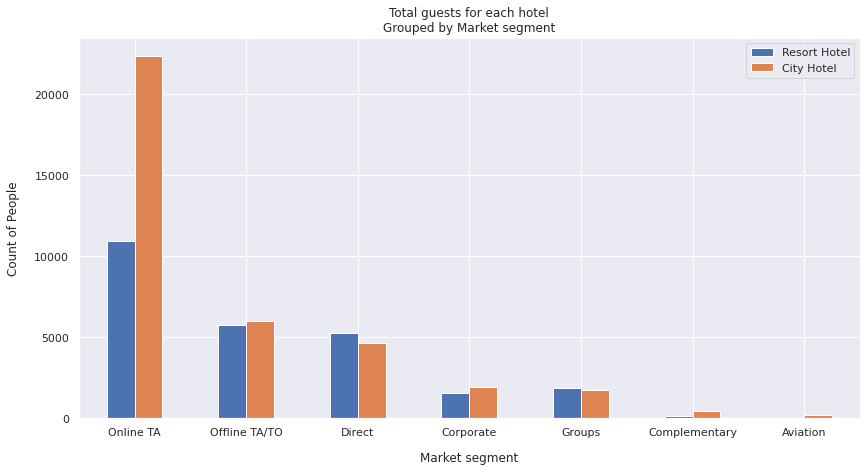 Total guests for each hotel
Grouped by Market segment
Resort Hotel
City Hotel
20000
15000
10000
5000
0
Count of People
Online TA
Offline TA/TO
Direct
Corporate
Groups
Complementary
Aviation
Market segment